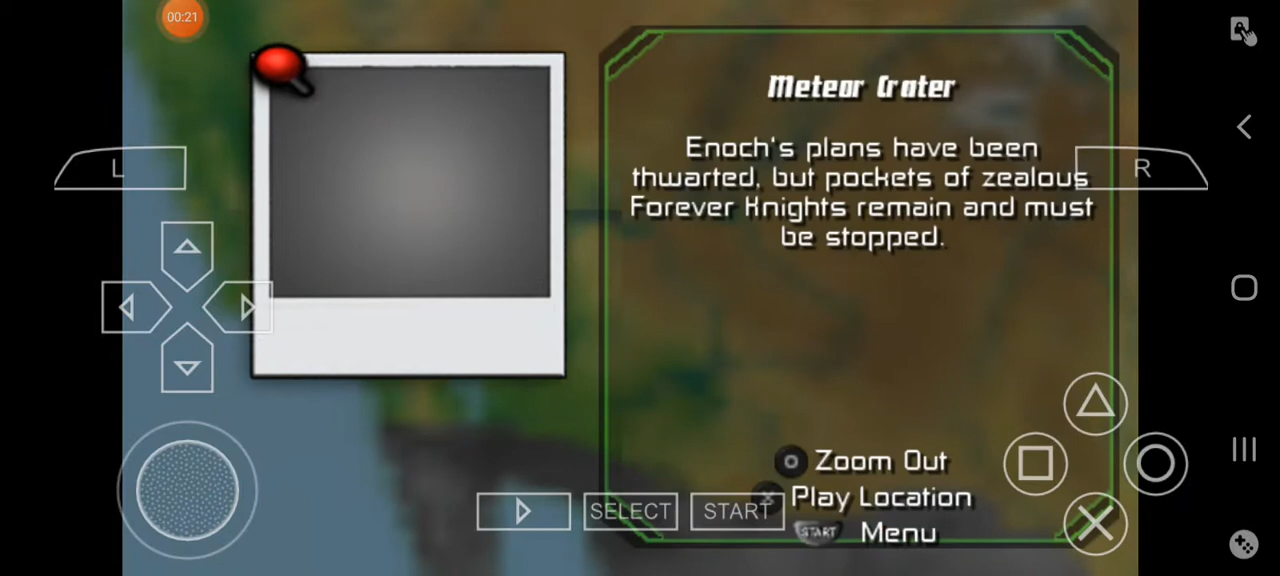 00:21
Meteor Crater
Enoch's plans have been
thwarted, but pockets of zealous
Forever Knights remain and must
be stopped.
L
R
Zoom Out
X Play Location
SELECT
START
START Menu